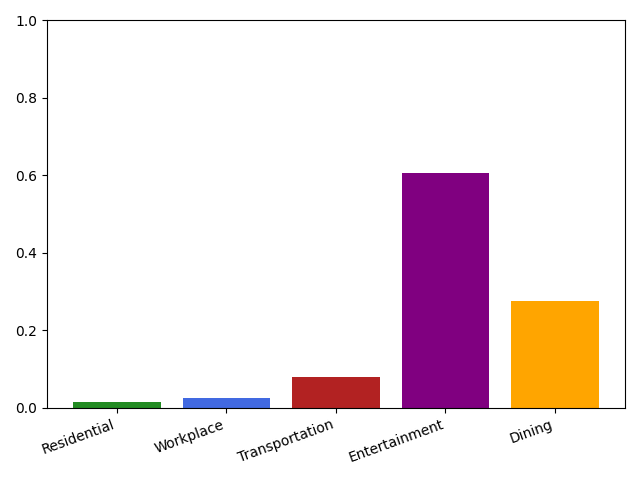 1.0
0.8
0.6
0.4
0.2
0.0
Residential
Workplace
Transportation
Entertainment
Dining